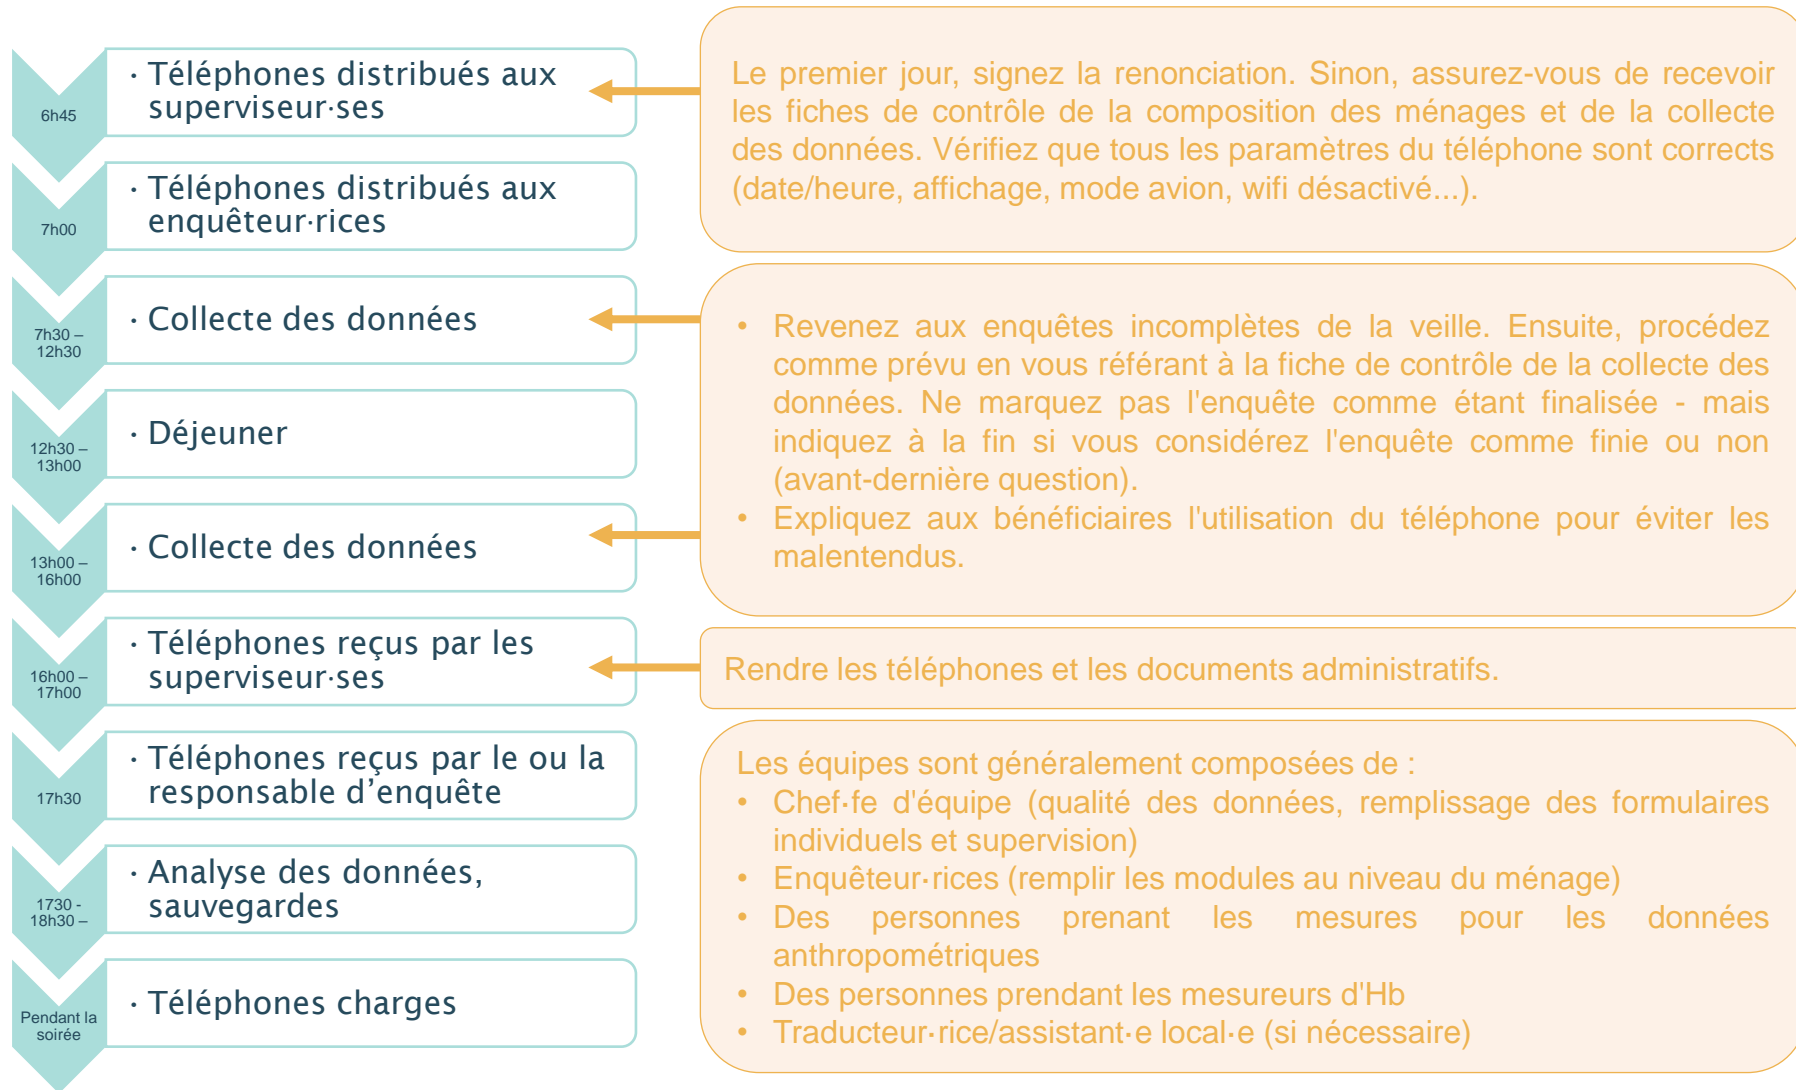 6h45
· Téléphones distribués aux
superviseur·ses
7h00
· Téléphones distribués aux
enquêteur·rices
7h30 –
12h30
· Collecte des données
12h30 –
13h00
· Déjeuner
13h00 –
16h00
· Collecte des données
16h00 –
17h00
· Téléphones reçus par les
superviseur·ses
17h30
· Téléphones reçus par le ou la
responsable d’enquête
1730 -
18h30 –
· Analyse des données,
sauvegardes
Pendant la
soirée
· Téléphones charges
Le premier jour, signez la renonciation. Sinon, assurez-vous de recevoir
les fiches de contrôle de la composition des ménages et de la collecte
des données. Vérifiez que tous les paramètres du téléphone sont corrects
(date/heure, affichage, mode avion, wifi désactivé...).
• Revenez aux enquêtes incomplètes de la veille. Ensuite, procédez
comme prévu en vous référant à la fiche de contrôle de la collecte des
données. Ne marquez pas l'enquête comme étant finalisée - mais
indiquez à la fin si vous considérez l'enquête comme finie ou non
(avant-dernière question).
• Expliquez aux bénéficiaires l'utilisation du téléphone pour éviter les
malentendus.
Rendre les téléphones et les documents administratifs.
Les équipes sont généralement composées de :
• Chef·fe d'équipe (qualité des données, remplissage des formulaires
individuels et supervision)
• Enquêteur·rices (remplir les modules au niveau du ménage)
• Des personnes prenant les mesures pour les données
anthropométriques
• Des personnes prendant les mesureurs d'Hb
• Traducteur·rice/assistant·e local·e (si nécessaire)